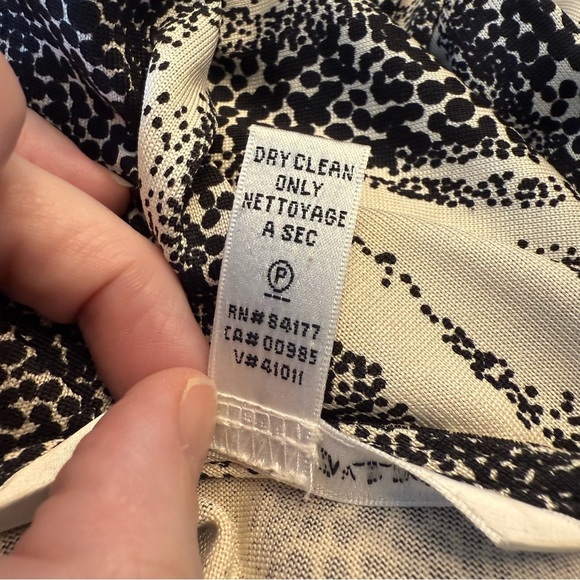 DRY CLEAN
ONLY
NETTOYAGE
A SEC
P
RN# 84177
CA# 00985
V# 41011